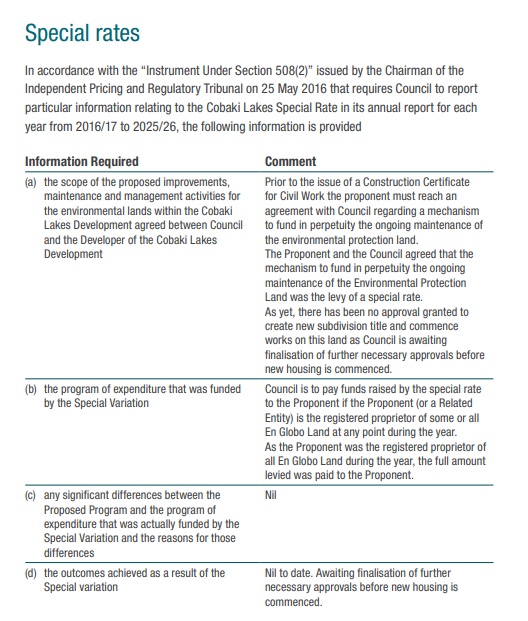 Special rates
In accordance with the “Instrument Under Section 508(2)” issued by the Chairman of the
Independent Pricing and Regulatory Tribunal on 25 May 2016 that requires Council to report
particular information relating to the Cobaki Lakes Special Rate in its annual report for each
year from 2016/17 to 2025/26, the following information is provided
Information Required
Comment
(a) the scope of the proposed improvements,
maintenance and management activities for
the environmental lands within the Cobaki
Lakes Development agreed between Council
and the Developer of the Cobaki Lakes
Development
Prior to the issue of a Construction Certificate
for Civil Work the proponent must reach an
agreement with Council regarding a mechanism
to fund in perpetuity the ongoing maintenance of
the environmental protection land.
The Proponent and the Council agreed that the
mechanism to fund in perpetuity the ongoing
maintenance of the Environmental Protection
Land was the levy of a special rate.
As yet, there has been no approval granted to
create new subdivision title and commence
works on this land as Council is awaiting
finalisation of further necessary approvals before
new housing is commenced.
(b) the program of expenditure that was funded
by the Special Variation
Council is to pay funds raised by the special rate
to the Proponent if the Proponent (or a Related
Entity) is the registered proprietor of some or all
En Globo Land at any point during the year.
As the Proponent was the registered proprietor of
all En Globo Land during the year, the full amount
levied was paid to the Proponent.
(c) any significant differences between the
Proposed Program and the program of
expenditure that was actually funded by the
Special Variation and the reasons for those
differences
Nil
(d) the outcomes achieved as a result of the
Special variation
Nil to date. Awaiting finalisation of further
necessary approvals before new housing is
commenced.